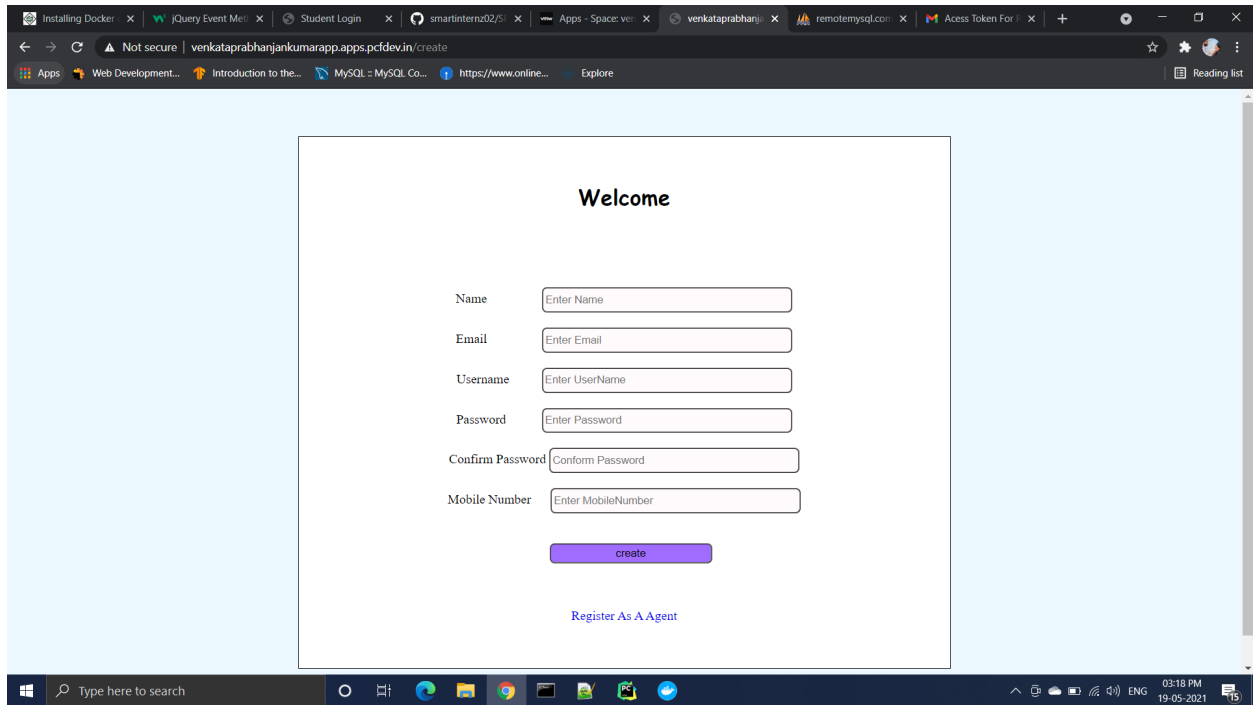 Installing Docker
jQuery Event Met
Student Login
smartinternz02/SI
vmw Apps - Space: ven
venkataprabhanja
remotemysql.com
Acess Token For
Not secure | venkataprabhanjankumarapp.apps.pcfdev.in/create
Apps Web Development... Introduction to the... MySQL :: MySQL Co... https://www.online... Explore Reading list
Welcome
Name Enter Name
Email Enter Email
Username Enter UserName
Password Enter Password
Confirm Password Conform Password
Mobile Number Enter MobileNumber
create
Register As A Agent
Type here to search
ENG
03:18 PM
19-05-2021
15